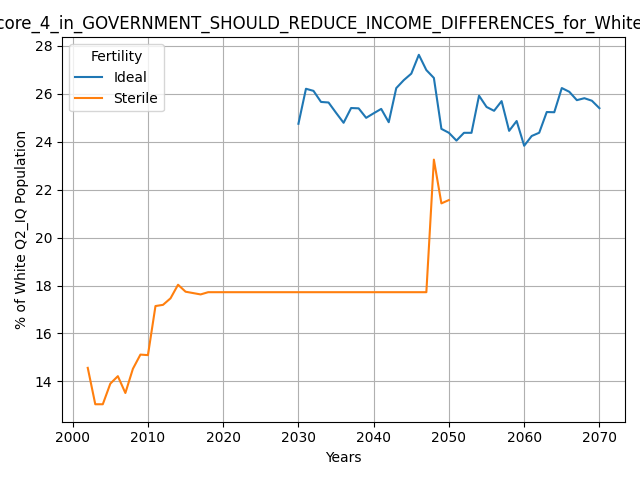 core_4_in_GOVERNMENT_SHOULD_REDUCE_INCOME_DIFFERENCES_for_White
Fertility
Ideal
Sterile
% of White Q2_IQ Population
28
26
24
22
20
18
16
14
2000 2010 2020 2030 2040 2050 2060 2070
Years